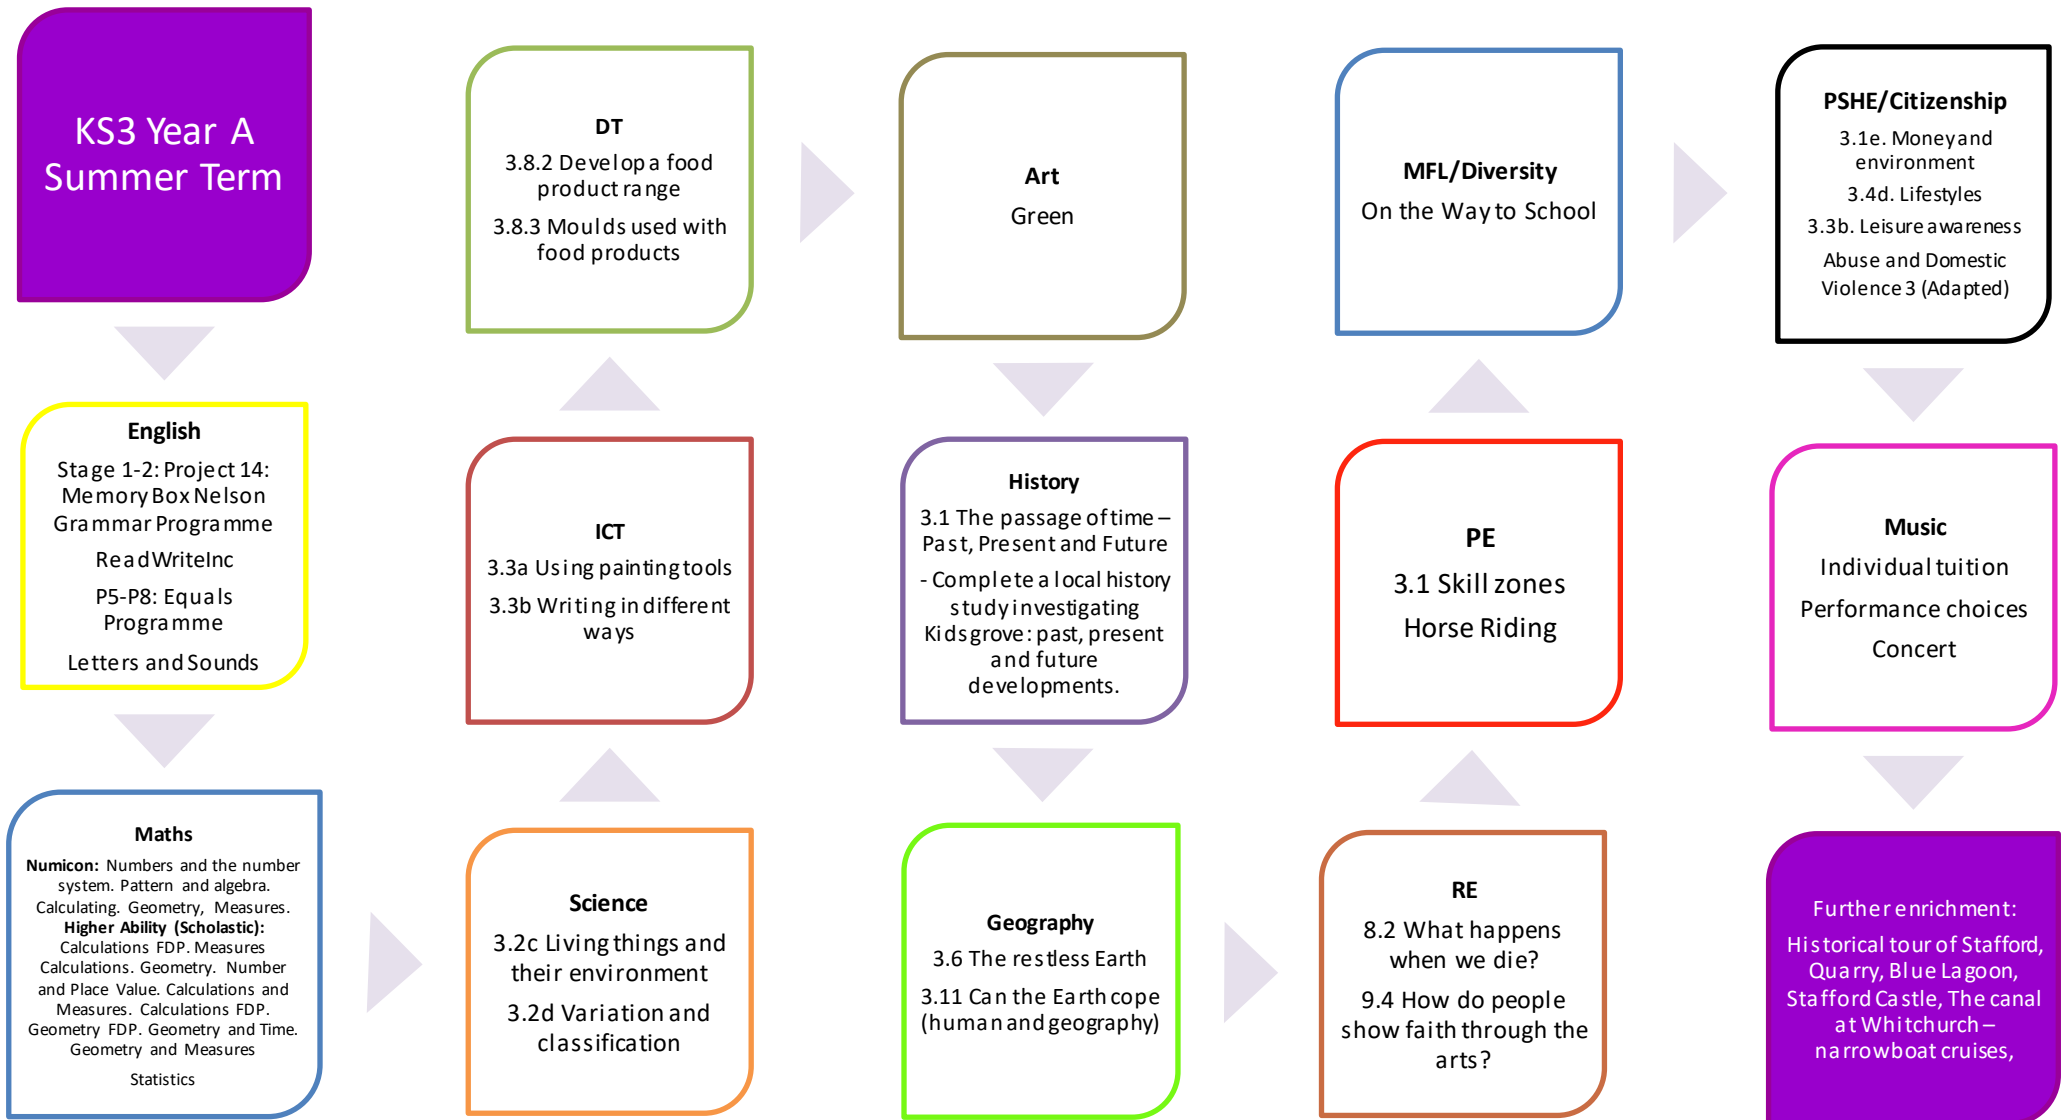 KS3 Year A
Summer Term
English
Stage 1-2: Project 14:
Memory Box Nelson
Grammar Programme
ReadWriteInc
P5-P8: Equals
Programme
Letters and Sounds
Maths
Numicon: Numbers and the number
system. Pattern and algebra.
Calculating. Geometry, Measures.
Higher Ability (Scholastic):
Calculations FDP. Measures
Calculations. Geometry. Number
and Place Value. Calculations and
Measures. Calculations FDP.
Geometry FDP. Geometry and Time.
Geometry and Measures
Statistics
Science
3.2c Living things and
their environment
3.2d Variation and
classification
ICT
3.3a Using painting tools
3.3b Writing in different
ways
DT
3.8.2 Develop a food
product range
3.8.3 Moulds used with
food products
Art
Green
History
3.1 The passage of time –
Past, Present and Future
- Complete a local history
study investigating
Kidsgrove: past, present
and future
developments.
Geography
3.6 The restless Earth
3.11 Can the Earth cope
(human and geography)
RE
8.2 What happens
when we die?
9.4 How do people
show faith through the
arts?
PE
3.1 Skill zones
Horse Riding
MFL/Diversity
On the Way to School
PSHE/Citizenship
3.1e. Money and
environment
3.4d. Lifestyles
3.3b. Leisure awareness
Abuse and Domestic
Violence 3 (Adapted)
Music
Individual tuition
Performance choices
Concert
Further enrichment:
Historical tour of Stafford,
Quarry, Blue Lagoon,
Stafford Castle, The canal
at Whitchurch –
narrowboat cruises,